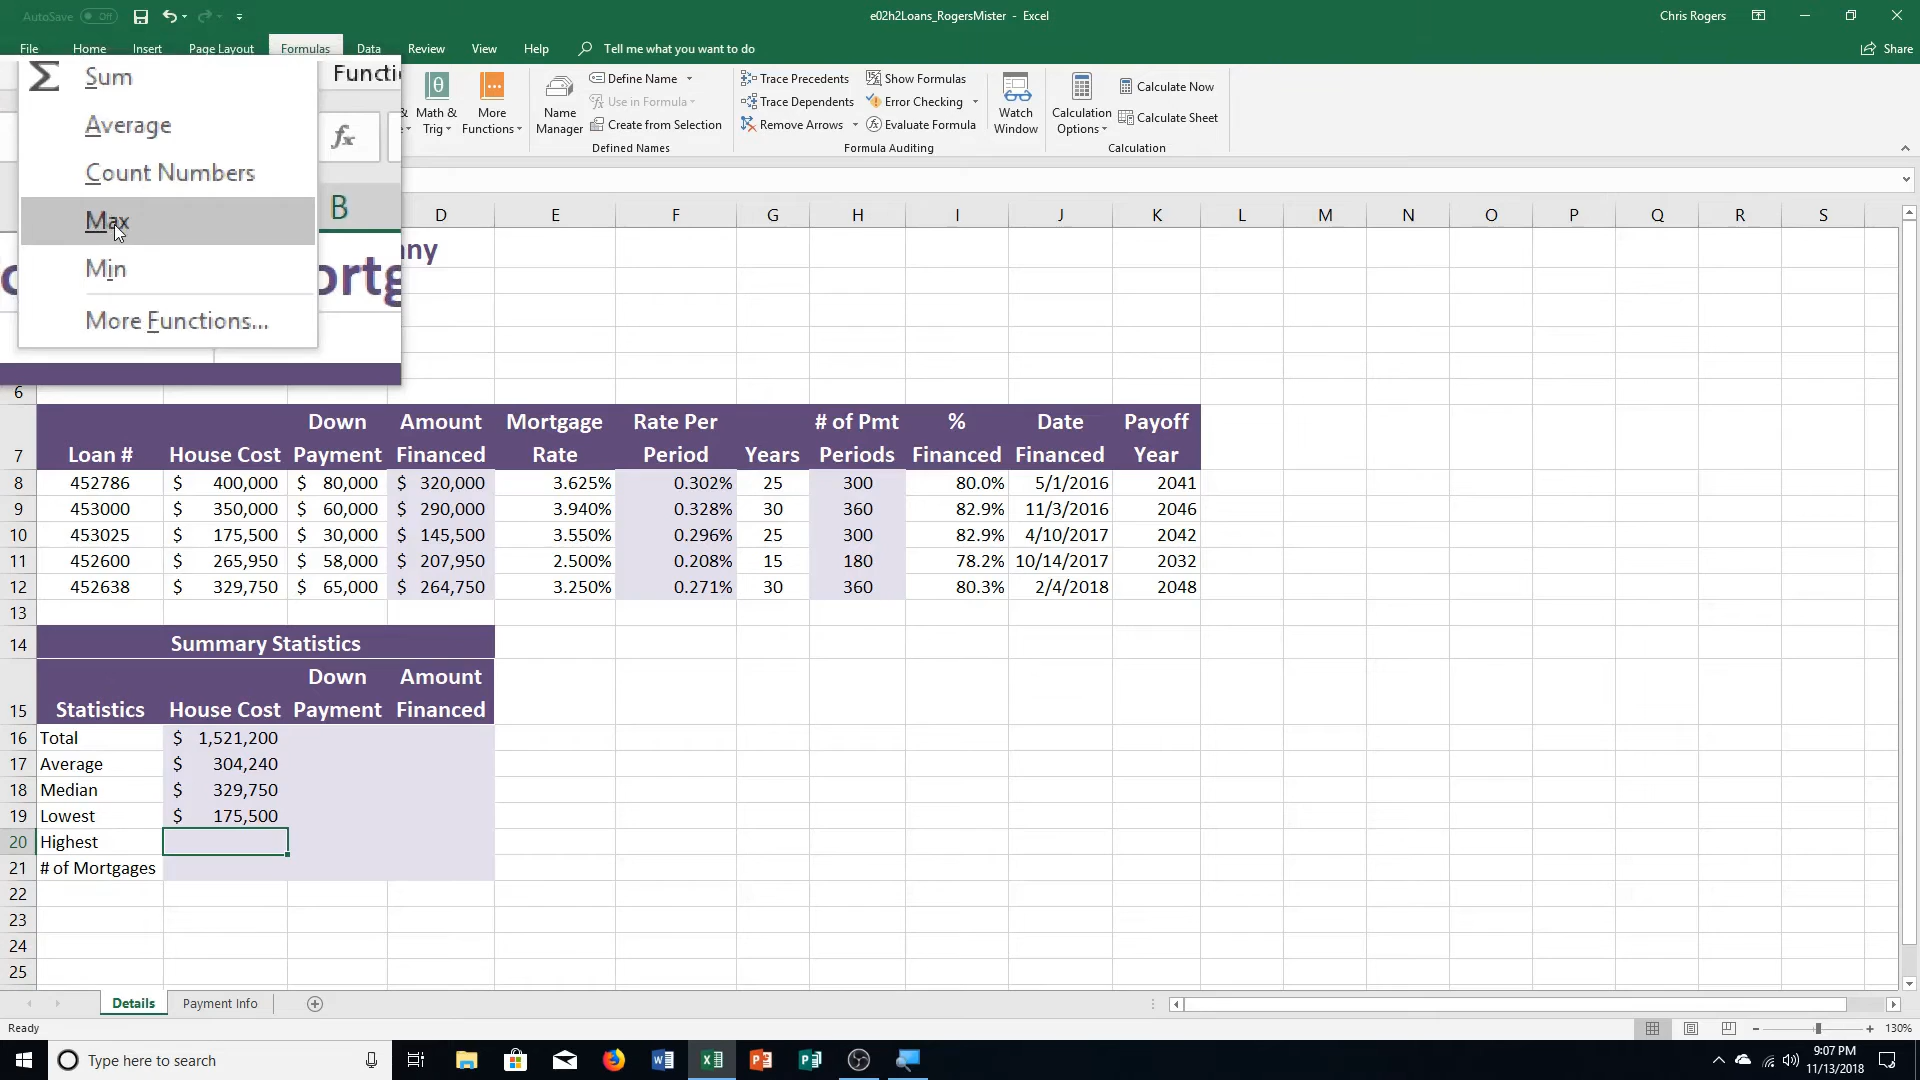 AutoSave Off
e02h2Loans_RogersMister - Excel
Chris Rogers
File Home Insert Page Layout Formulas Data Review View Help Tell me what you want to do
Share
Sum
Average
Count Numbers
Max
Min
More Functions...
fx
B
Math & Trig
More Functions
Name Manager
Define Name
Use in Formula
Create from Selection
Defined Names
Trace Precedents
Trace Dependents
Remove Arrows
Show Formulas
Error Checking
Evaluate Formula
Formula Auditing
Watch Window
Calculation Options
Calculate Now
Calculate Sheet
Calculation
D E F G H I J K L M N O P Q R S
6
7 Loan # House Cost Down Payment Amount Financed Mortgage Rate Rate Per Period Years # of Pmt Periods % Financed Date Financed Payoff Year
8 452786 $ 400,000 $ 80,000 $ 320,000 3.625% 0.302% 25 300 80.0% 5/1/2016 2041
9 453000 $ 350,000 $ 60,000 $ 290,000 3.940% 0.328% 30 360 82.9% 11/3/2016 2046
10 453025 $ 175,500 $ 30,000 $ 145,500 3.550% 0.296% 25 300 82.9% 4/10/2017 2042
11 452600 $ 265,950 $ 58,000 $ 207,950 2.500% 0.208% 15 180 78.2% 10/14/2017 2032
12 452638 $ 329,750 $ 65,000 $ 264,750 3.250% 0.271% 30 360 80.3% 2/4/2018 2048
13
14 Summary Statistics
15 Statistics House Cost Down Payment Amount Financed
16 Total $ 1,521,200
17 Average $ 304,240
18 Median $ 329,750
19 Lowest $ 175,500
20 Highest
21 # of Mortgages
22
23
24
25
Details Payment Info
Ready
130%
Type here to search
9:07 PM
11/13/2018